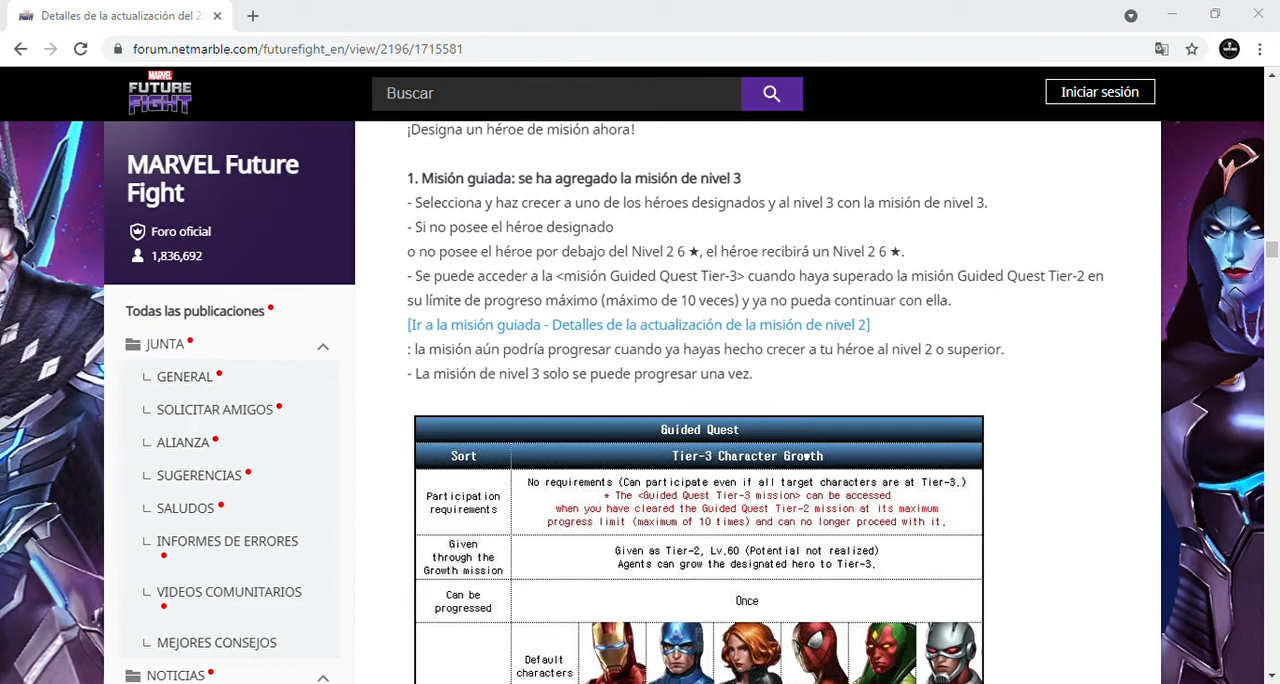 Detalles de la actualización del 2
forum.netmarble.com/futurefight_en/view/2196/1715581
MARVEL
FUTURE
FIGHT
Buscar
Iniciar sesión
MARVEL Future
Fight
Foro oficial
1,836,692
Todas las publicaciones
JUNTA
GENERAL
SOLICITAR AMIGOS
ALIANZA
SUGERENCIAS
SALUDOS
INFORMES DE ERRORES
VIDEOS COMUNITARIOS
MEJORES CONSEJOS
NOTICIAS
¡Designa un héroe de misión ahora!
1. Misión guiada: se ha agregado la misión de nivel 3
- Selecciona y haz crecer a uno de los héroes designados y al nivel 3 con la misión de nivel 3.
- Si no posee el héroe designado
o no posee el héroe por debajo del Nivel 2 6 ★, el héroe recibirá un Nivel 2 6 ★.
- Se puede acceder a la <misión Guided Quest Tier-3> cuando haya superado la misión Guided Quest Tier-2 en
su límite de progreso máximo (máximo de 10 veces) y ya no pueda continuar con ella.
[Ir a la misión guiada - Detalles de la actualización de la misión de nivel 2]
: la misión aún podría progresar cuando ya hayas hecho crecer a tu héroe al nivel 2 o superior.
- La misión de nivel 3 solo se puede progresar una vez.
Guided Quest
Sort
Tier-3 Character Growth
Participation
requirements
No requirements (Can participate even if all target characters are at Tier-3.)
* The <Guided Quest Tier-3 mission> can be accessed
when you have cleared the Guided Quest Tier-2 mission at its maximum
progress limit (maximum of 10 times) and can no longer proceed with it.
Given
through the
Growth mission
Given as Tier-2, Lv.60 (Potential not realized)
Agents can grow the designated hero to Tier-3.
Can be
progressed
Once
Default
characters